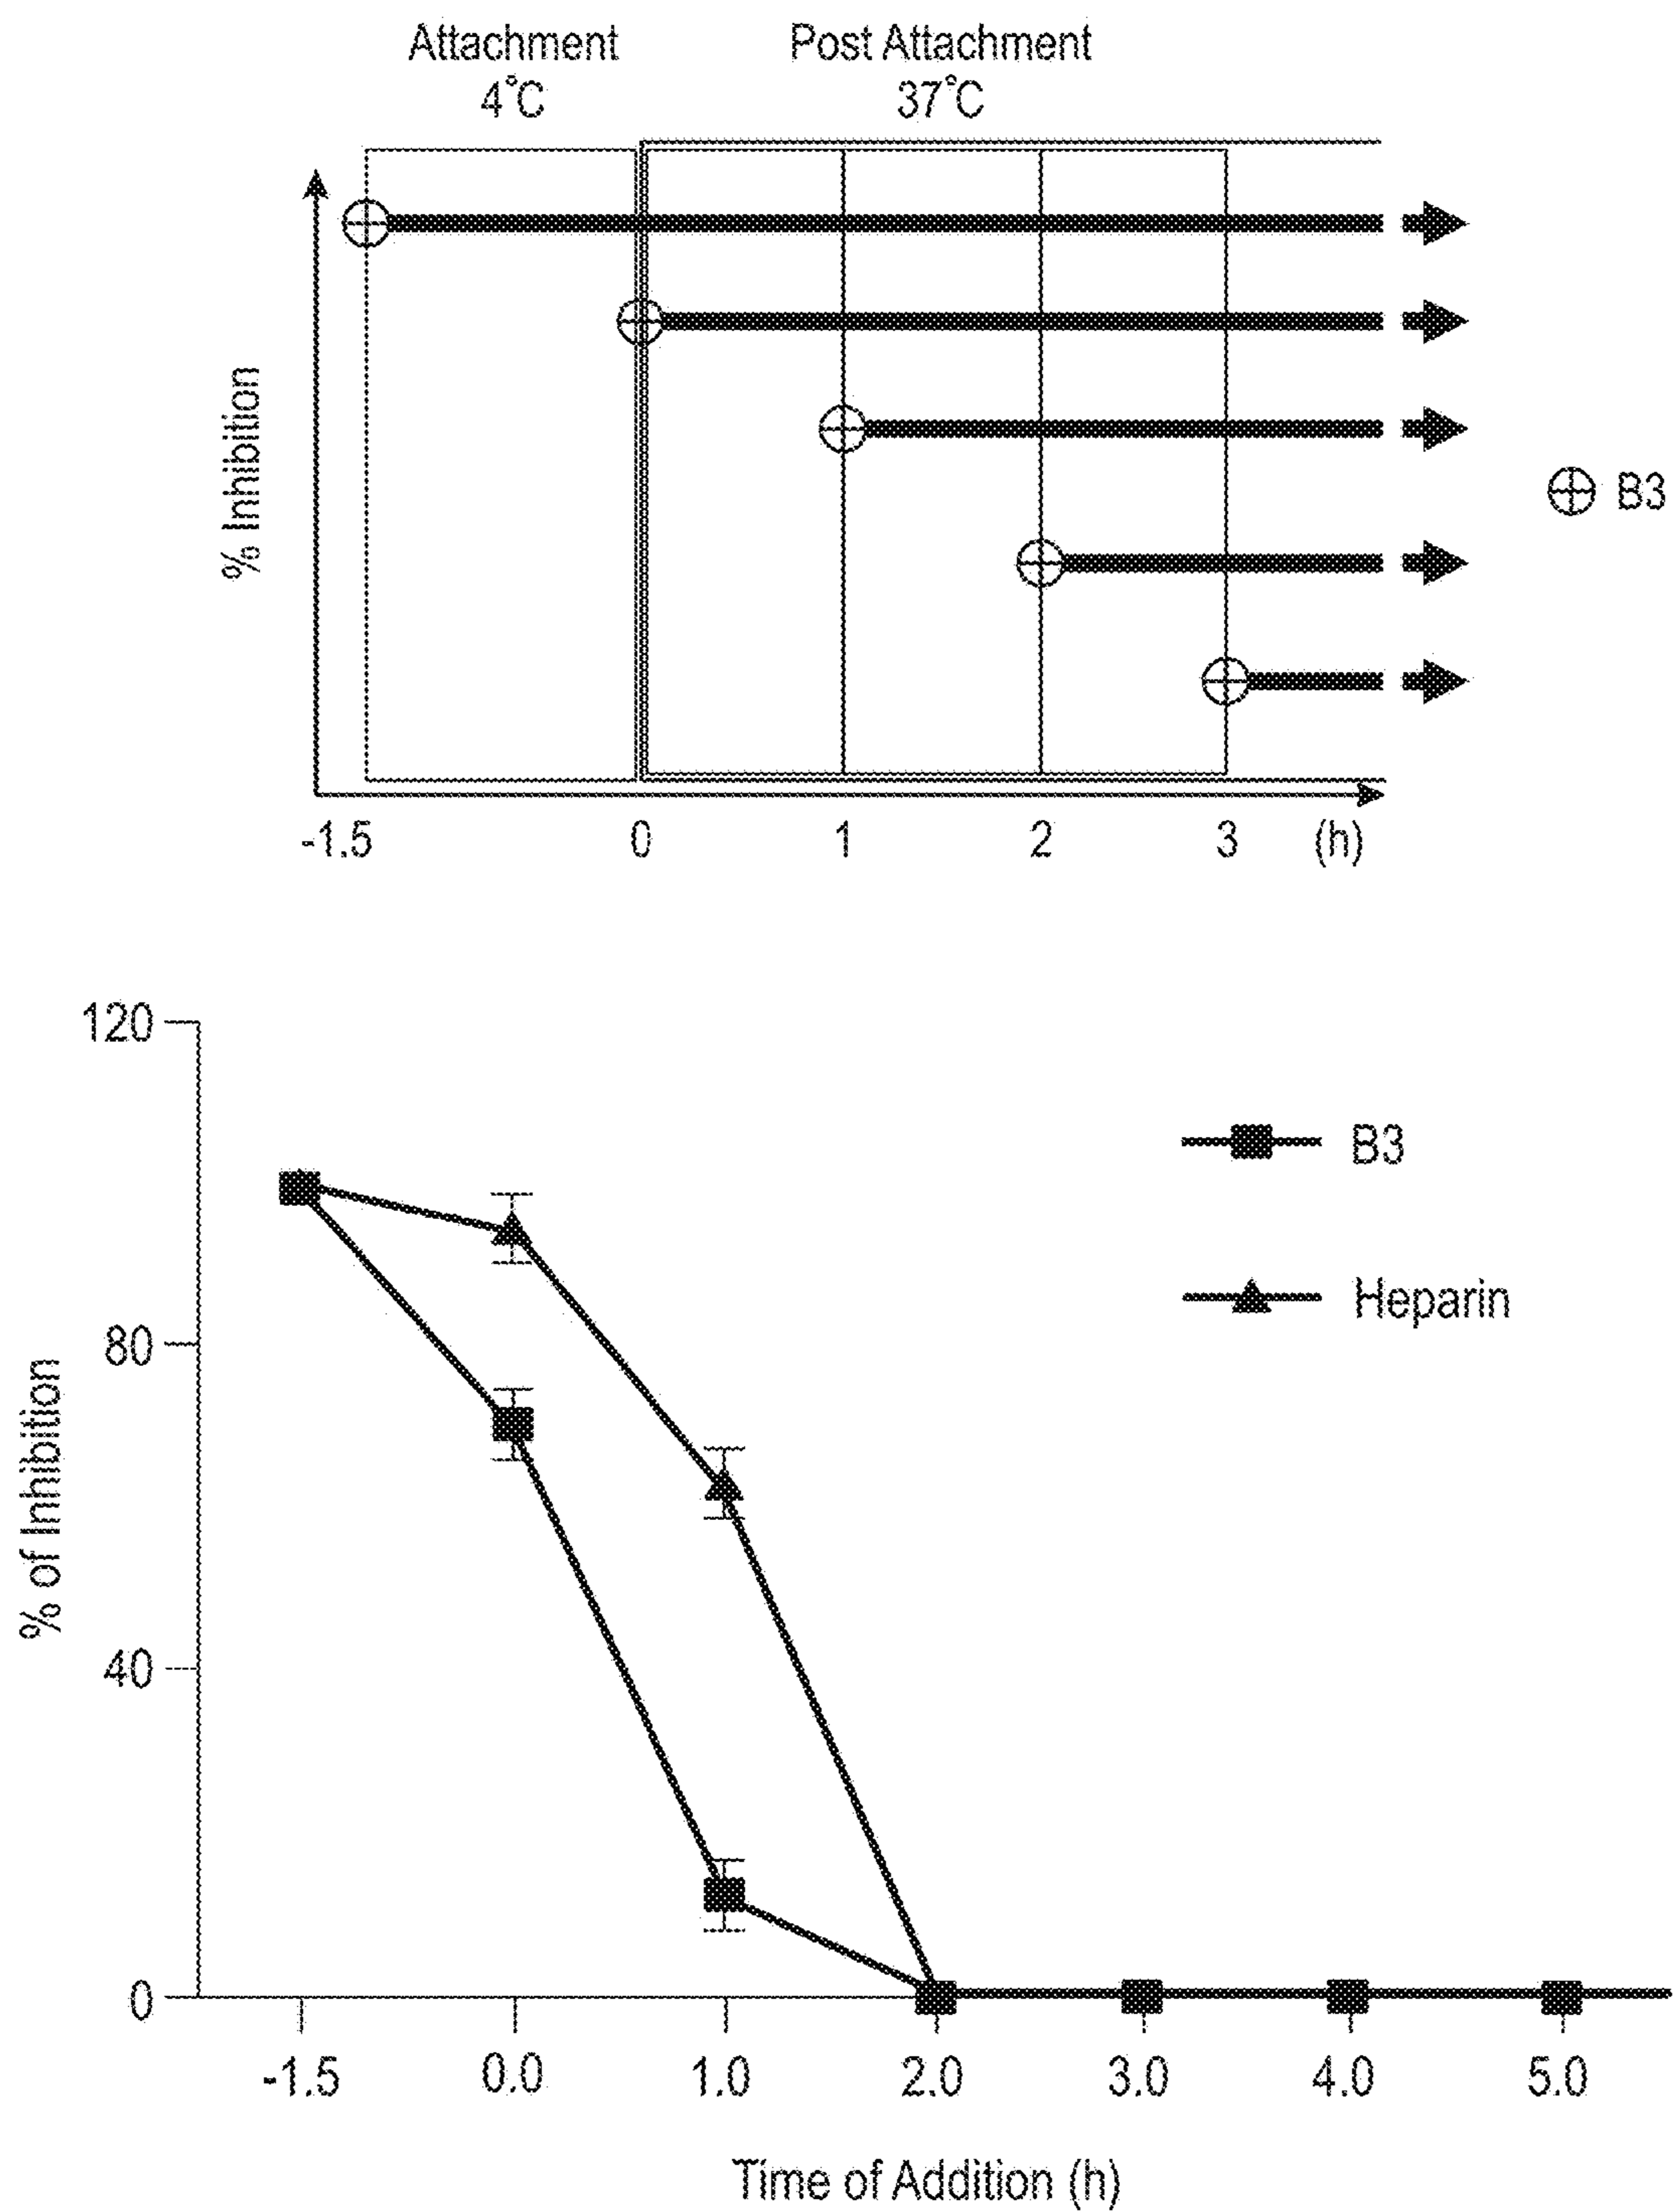 Attachment
4°C
Post Attachment
37°C
% Inhibition
B3
-1.5 0 1 2 3 (h)
120
80
40
0
% of Inhibition
B3
Heparin
-1.5 0.0 1.0 2.0 3.0 4.0 5.0
Time of Addition (h)